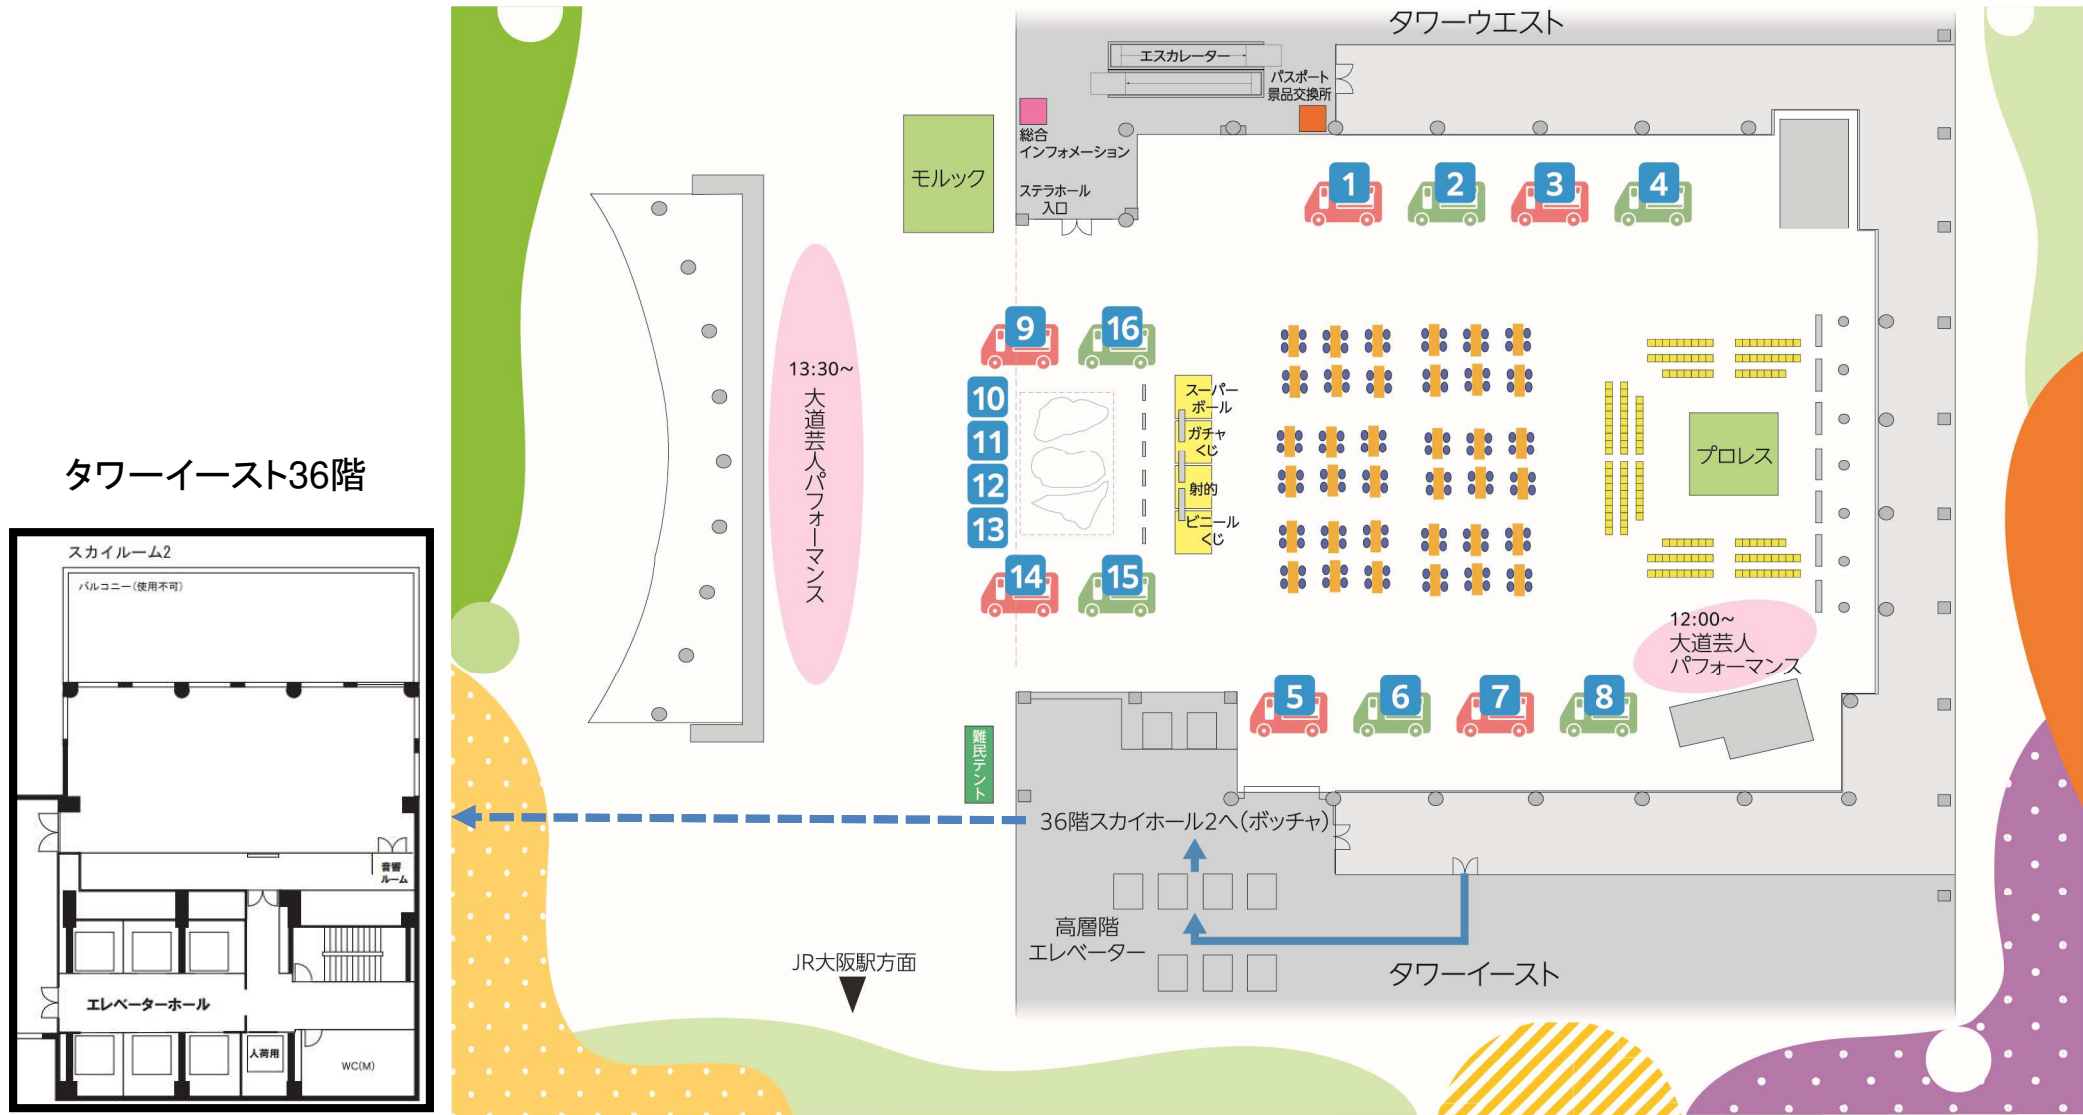 タワーウエスト
エスカレーター
パスポート
景品交換所
総合
インフォメーション
ステラホール
入口
モルック
1
2
3
4
9
16
10
11
12
13
14
15
スーパー
ボール
ガチャ
くじ
射的
ビニール
くじ
プロレス
13:30~
大道芸人パフォーマンス
12:00~
大道芸人
パフォーマンス
5
6
7
8
難民テント
36階スカイホール2へ(ボッチャ)
高層階
エレベーター
タワーイースト
JR大阪駅方面
タワーイースト36階
スカイルーム2
バルコニー(使用不可)
音響
ルーム
エレベーターホール
人荷用
WC(M)